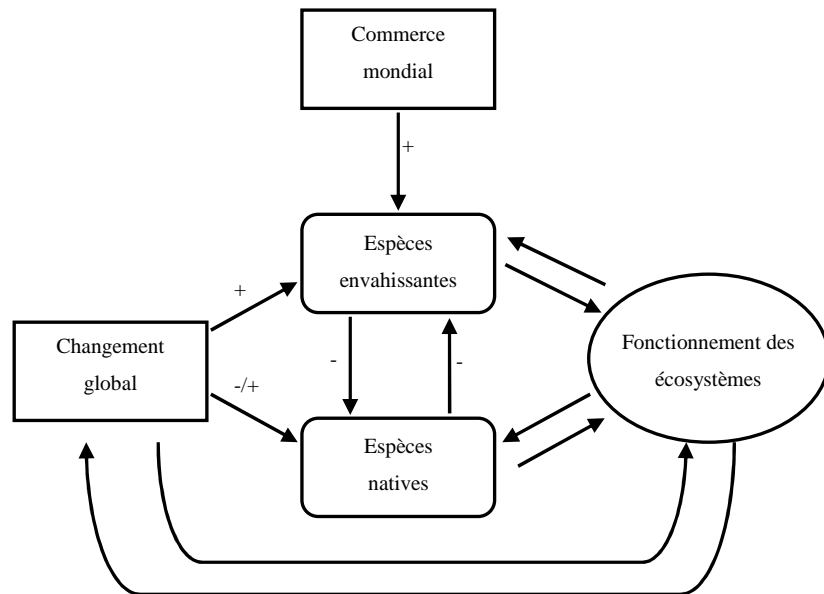 Commerce
mondial
+
Espèces
envahissantes
+
Changement
global
-/+
-
-
Fonctionnement des
écosystèmes
Espèces
natives